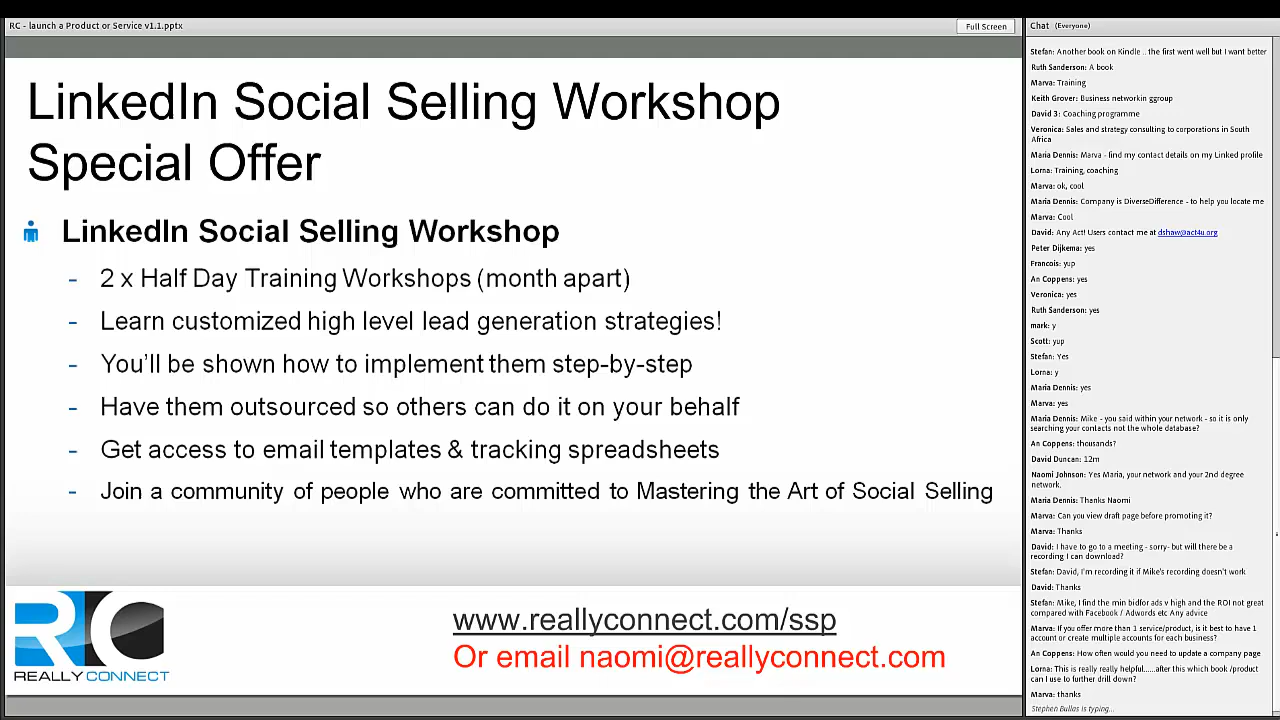 RC - launch a Product or Service v1.1.pptx
Full Screen
LinkedIn Social Selling Workshop
Special Offer
LinkedIn Social Selling Workshop
- 2 x Half Day Training Workshops (month apart)
- Learn customized high level lead generation strategies!
- You'll be shown how to implement them step-by-step
- Have them outsourced so others can do it on your behalf
- Get access to email templates & tracking spreadsheets
- Join a community of people who are committed to Mastering the Art of Social Selling
RC
REALLYCONNECT
www.reallyconnect.com/ssp
Or email naomi@reallyconnect.com
Chat (Everyone)
Stefan: Another book on Kindle .. the first went well but I want better
Ruth Sanderson: A book
Marva: Training
Keith Grover: Business networkin ggroup
David 3: Coaching programme
Veronica: Sales and strategy consulting to corporations in South
Africa
Maria Dennis: Marva - find my contact details on my Linked profile
Lorna: Training, coaching
Marva: ok, cool
Maria Dennis: Company is DiverseDifference - to help you locate me
Marva: Cool
David: Any Act! Users contact me at dshaw@act4u.org
Peter Dijkema: yes
Francois: yup
An Coppens: yes
Veronica: yes
Ruth Sanderson: yes
mark: y
Scott: yup
Stefan: Yes
Lorna: y
Maria Dennis: yes
Marva: yes
Maria Dennis: Mike - you said within your network - so it is only
searching your contacts not the whole database?
An Coppens: thousands?
David Duncan: 12m
Naomi Johnson: Yes Maria, your network and your 2nd degree
network.
Maria Dennis: Thanks Naomi
Marva: Can you view draft page before promoting it?
Marva: Thanks
David: I have to go to a meeting - sorry- but will there be a
recording I can download?
Stefan: David, I'm recording it if Mike's recording doesn't work
David: Thanks
Stefan: Mike, I find the min bidfor ads v high and the ROI not great
compared with Facebook / Adwords etc Any advice
Marva: If you offer more than 1 service/product, is it best to have 1
account or create multiple accounts for each business?
An Coppens: How often would you need to update a company page
Lorna: This is really really helpful......after this which book /product
can I use to further drill down?
Marva: thanks
Stephen Bullas is typing...